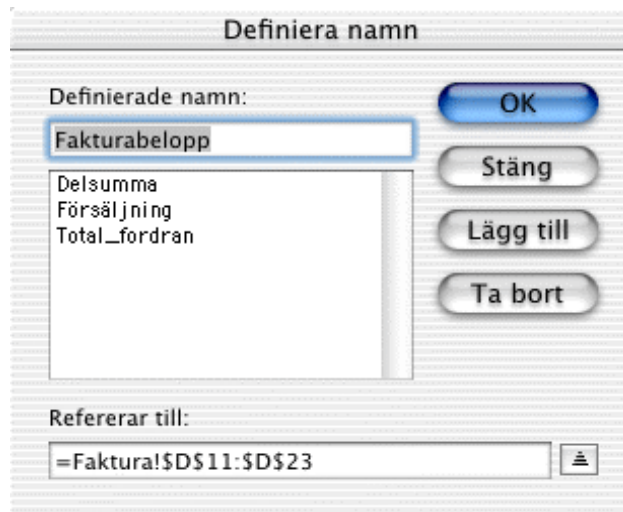 Definiera namn
Definierade namn:
Fakturabelopp
Delsumma
Försäljning
Total_fordran
OK
Stäng
Lägg till
Ta bort
Refererar till:
=Faktura!$D$11:$D$23